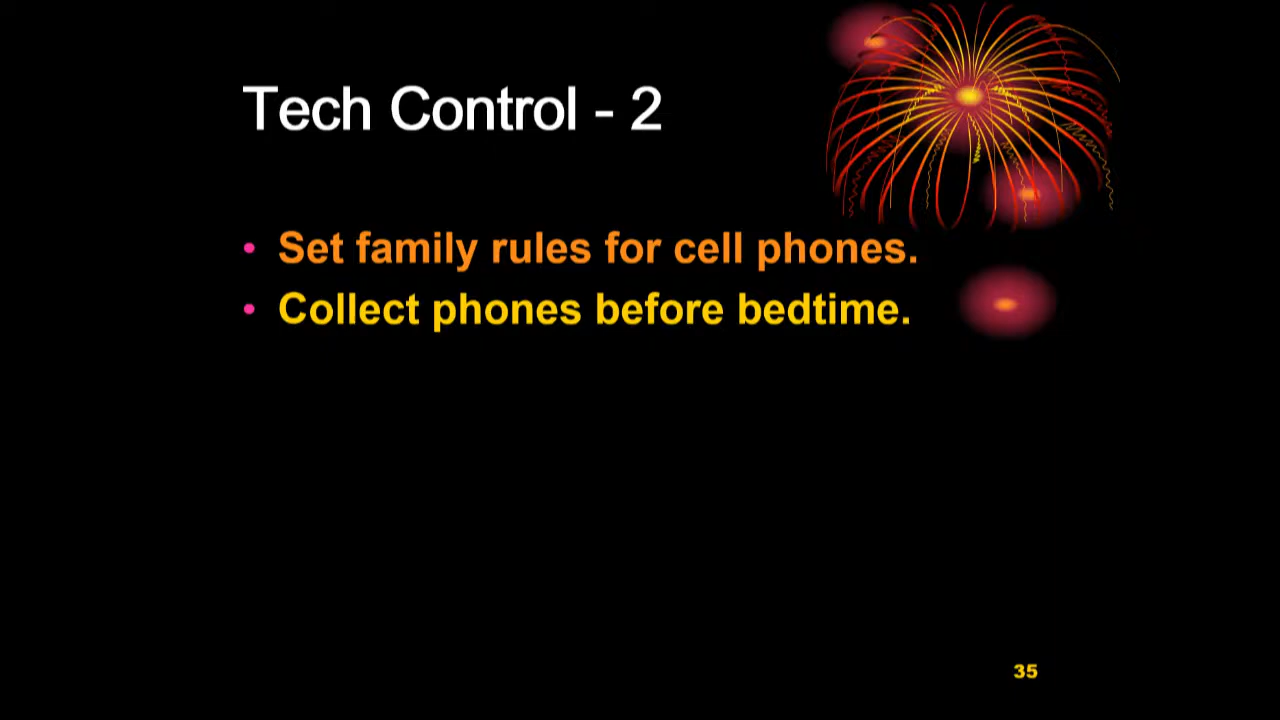 Tech Control - 2
• Set family rules for cell phones.
• Collect phones before bedtime.
35